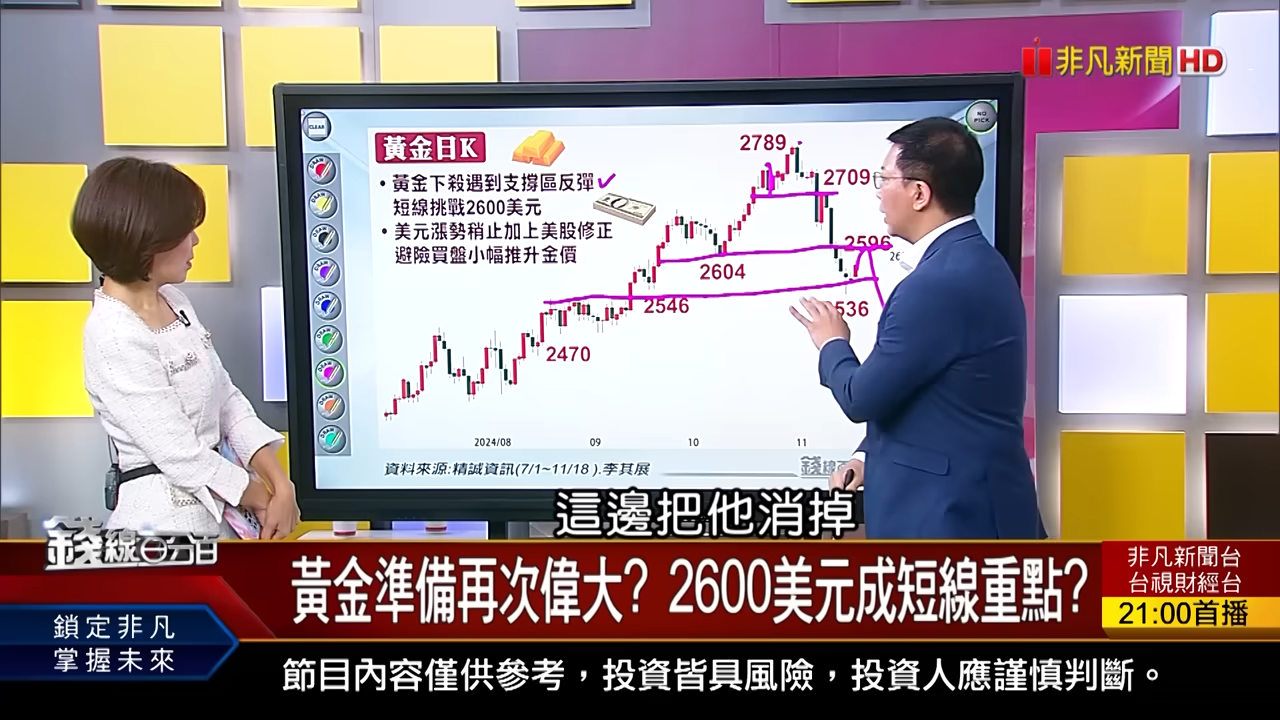 非凡新聞HD
CLEAR
NO PICK
黃金日K
•黃金下殺遇到支撐區反彈
短線挑戰2600美元
•美元漲勢稍止加上美股修正
避險買盤小幅推升金價
2789
2709
2596
2604
2546
2470
2024/08
09
10
11
資料來源:精誠資訊(7/1~11/18).李其展
這邊把他消掉
錢線百分百
黃金準備再次偉大? 2600美元成短線重點?
非凡新聞台
台視財經台
21:00首播
鎖定非凡
掌握未來
節目內容僅供參考，投資皆具風險，投資人應謹慎判斷。